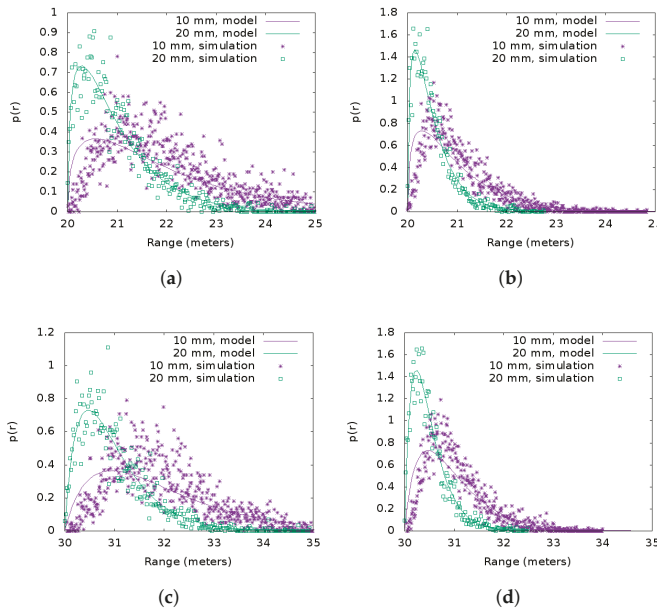 10 mm, model
20 mm, model
10 mm, simulation
20 mm, simulation
p(r)
1
0.9
0.8
0.7
0.6
0.5
0.4
0.3
0.2
0.1
0
20 21 22 23 24 25
Range (meters)
(a)
10 mm, model
20 mm, model
10 mm, simulation
20 mm, simulation
p(r)
1.8
1.6
1.4
1.2
1
0.8
0.6
0.4
0.2
0
20 21 22 23 24 25
Range (meters)
(b)
10 mm, model
20 mm, model
10 mm, simulation
20 mm, simulation
p(r)
1.2
1
0.8
0.6
0.4
0.2
0
30 31 32 33 34 35
Range (meters)
(c)
10 mm, model
20 mm, model
10 mm, simulation
20 mm, simulation
p(r)
1.8
1.6
1.4
1.2
1
0.8
0.6
0.4
0.2
0
30 31 32 33 34 35
Range (meters)
(d)